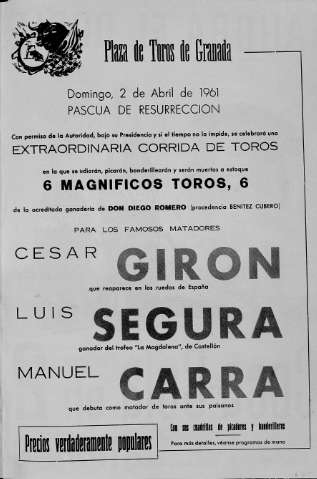 Plaza de Toros de Granada
Domingo, 2 de Abril de 1961
PASCUA DE RESURRECCION
Con permiso de la Autoridad, bajo su Presidencia y si el tiempo no lo impide, se celebrará una
EXTRAORDINARIA CORRIDA DE TOROS
en la que se lidiarán, picarán, banderillearán y serán muertos a estoque
6 MAGNIFICOS TOROS, 6
de la acreditada ganadería de DON DIEGO ROMERO (procedencia BENITEZ CUBERO)
PARA LOS FAMOSOS MATADORES
CESAR GIRON
que reaparece en los ruedos de España
LUIS SEGURA
ganador del trofeo "La Magdalena", de Castellón
MANUEL CARRA
que debuta como matador de toros ante sus paisanos.
Precios verdaderamente populares
Con sus cuadrillas de picadores y banderilleros
Para más detalles, véanse programas de mano